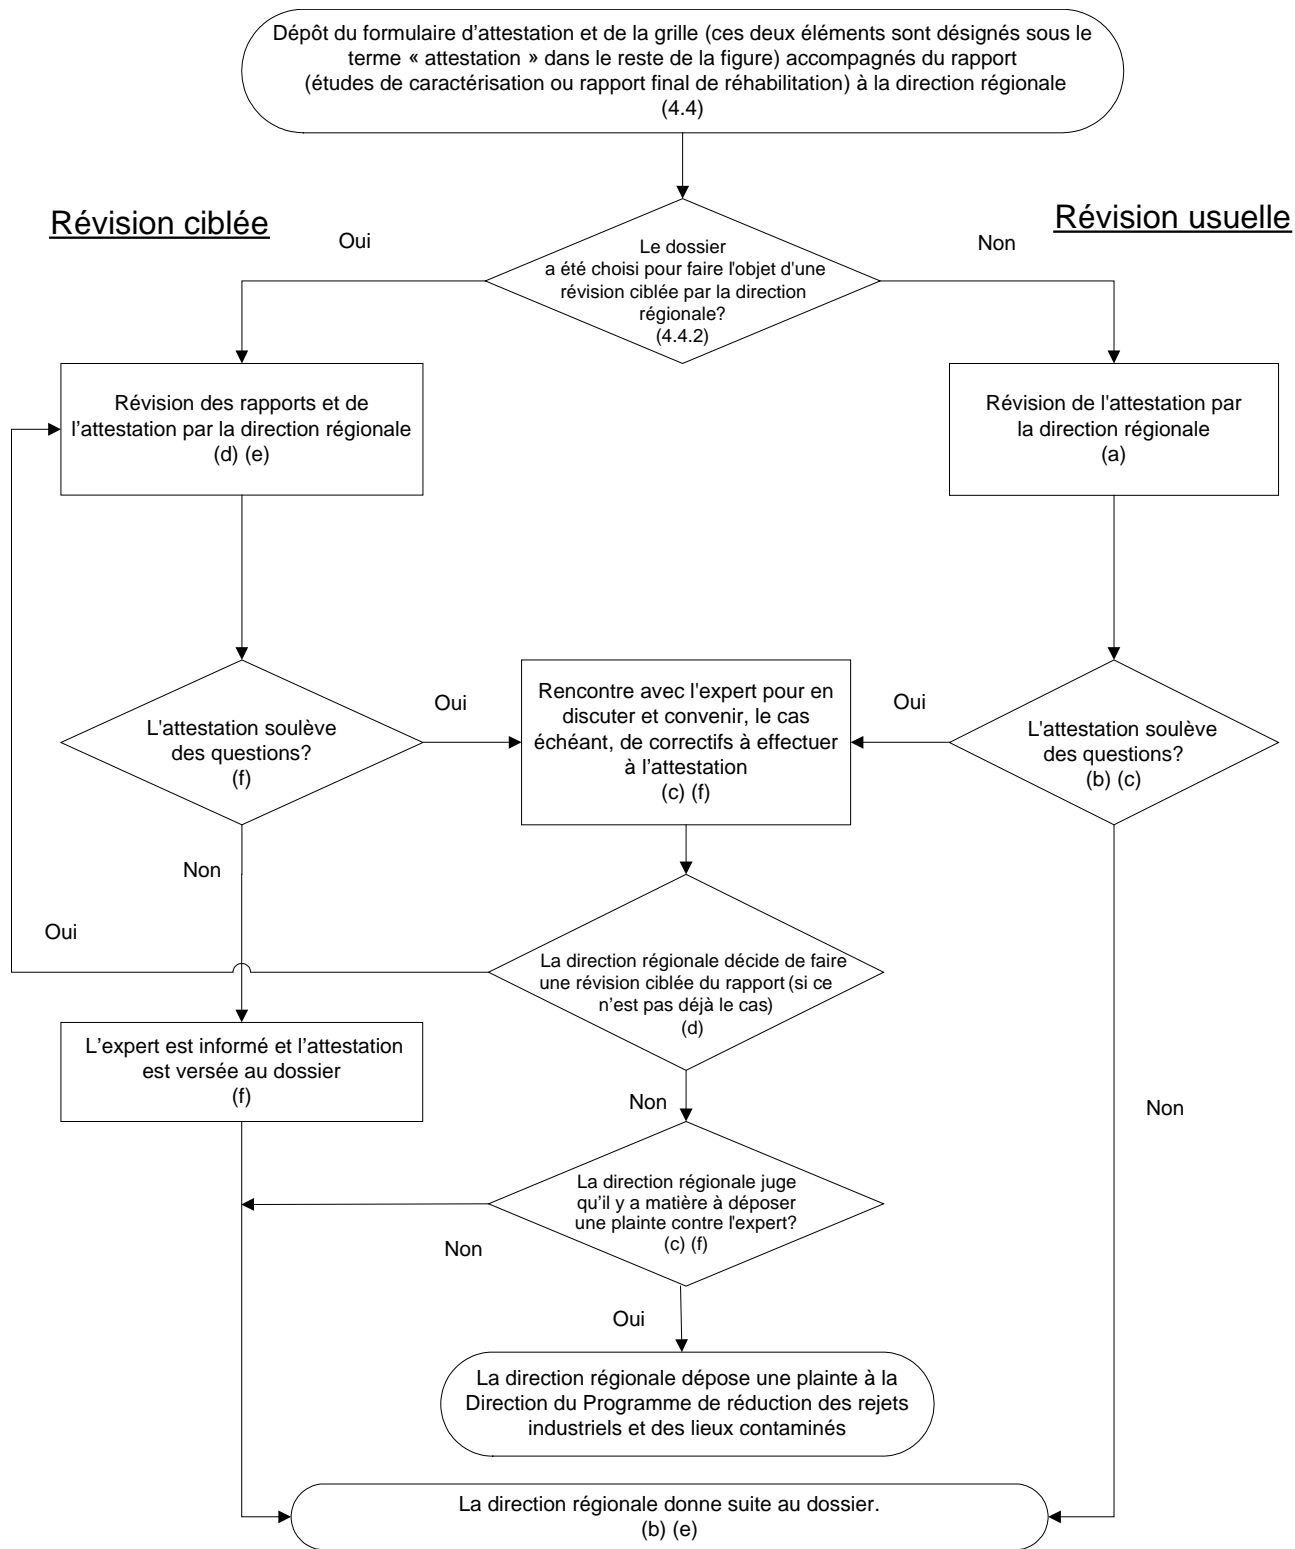 Dépôt du formulaire d’attestation et de la grille (ces deux éléments sont désignés sous le
terme « attestation » dans le reste de la figure) accompagnés du rapport
(études de caractérisation ou rapport final de réhabilitation) à la direction régionale
(4.4)
Révision ciblée
Révision usuelle
Oui
Non
Le dossier
a été choisi pour faire l'objet d'une
révision ciblée par la direction
régionale?
(4.4.2)
Révision des rapports et de
l’attestation par la direction régionale
(d) (e)
Révision de l'attestation par
la direction régionale
(a)
L'attestation soulève
des questions?
(f)
Oui
Rencontre avec l'expert pour en
discuter et convenir, le cas
échéant, de correctifs à effectuer
à l’attestation
(c) (f)
Oui
L'attestation soulève
des questions?
(b) (c)
Non
Oui
La direction régionale décide de faire
une révision ciblée du rapport (si ce
n’est pas déjà le cas)
(d)
L’expert est informé et l’attestation
est versée au dossier
(f)
Non
Non
La direction régionale juge
qu’il y a matière à déposer
une plainte contre l'expert?
(c) (f)
Non
Oui
La direction régionale dépose une plainte à la
Direction du Programme de réduction des rejets
industriels et des lieux contaminés
La direction régionale donne suite au dossier.
(b) (e)